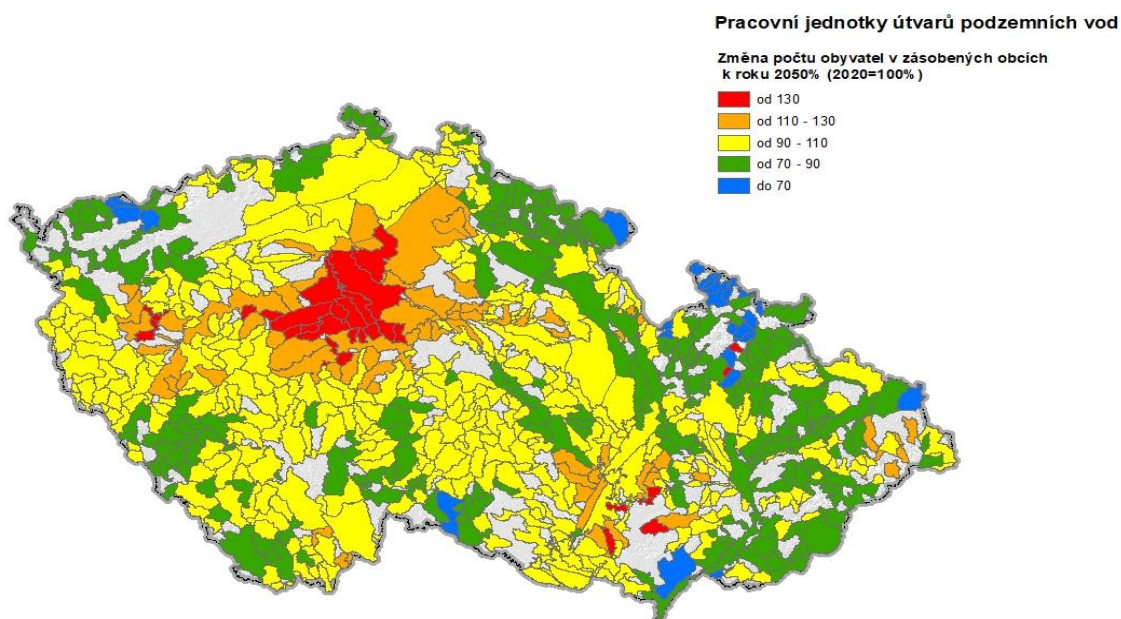 Pracovní jednotky útvarů podzemních vod
Změna počtu obyvatel v zásobených obcích
k roku 2050% (2020=100%)
od 130
od 110 - 130
od 90 - 110
od 70 - 90
do 70